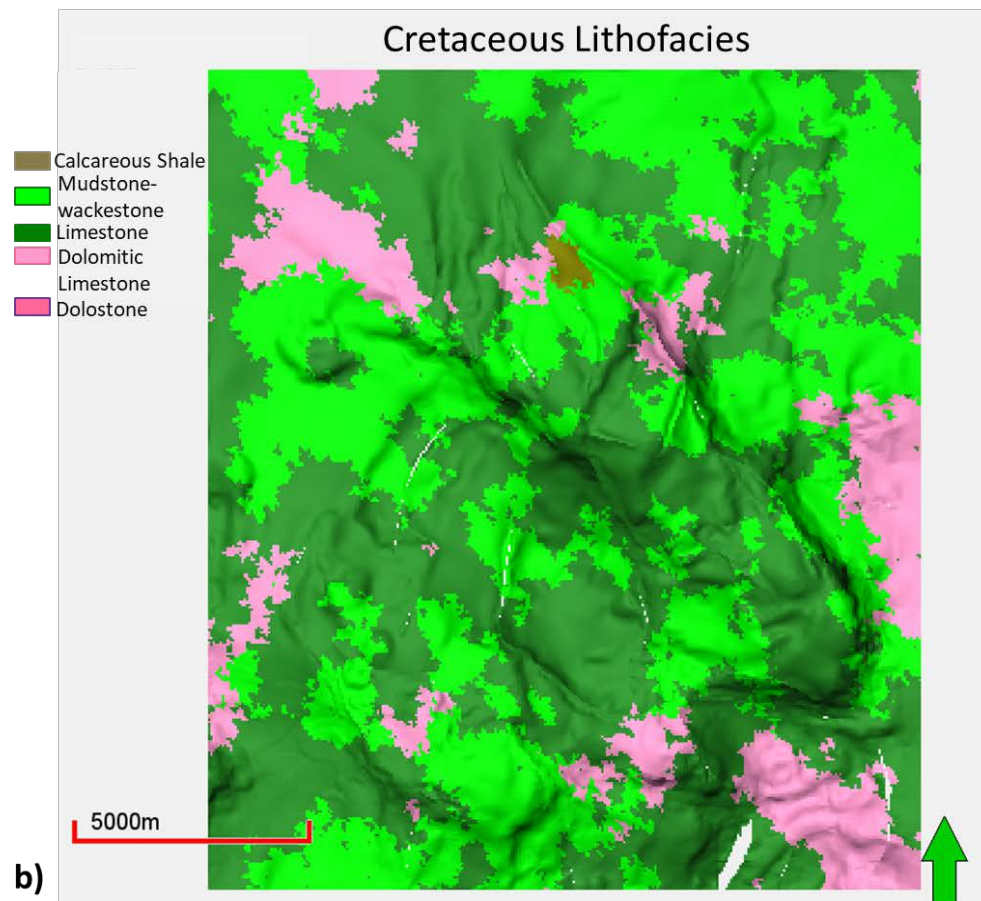 Cretaceous Lithofacies
Calcareous Shale
Mudstone-
wackestone
Limestone
Dolomitic
Limestone
Dolostone
5000m
b)